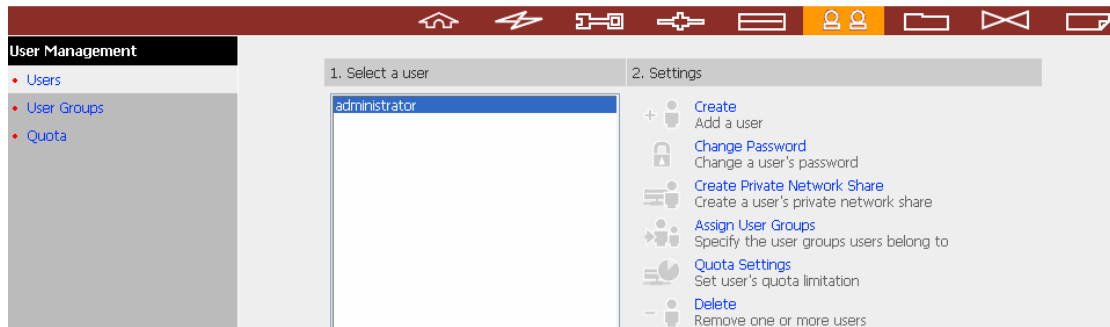 User Management
Users
User Groups
Quota
1. Select a user
administrator
2. Settings
Create
Add a user
Change Password
Change a user's password
Create Private Network Share
Create a user's private network share
Assign User Groups
Specify the user groups users belong to
Quota Settings
Set user's quota limitation
Delete
Remove one or more users